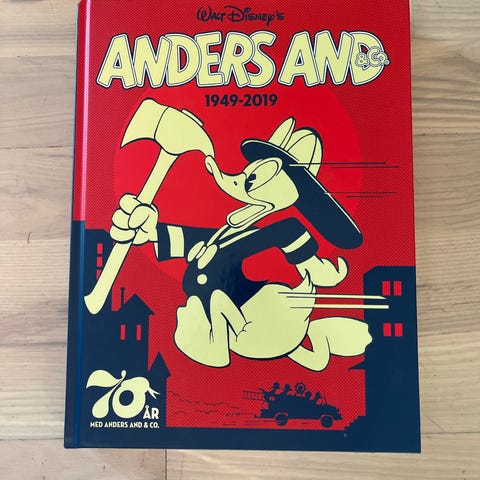 WALT DISNEY'S
ANDERS AND
& Co.
1949-2019
70 ÅR
MED ANDERS AND & CO.